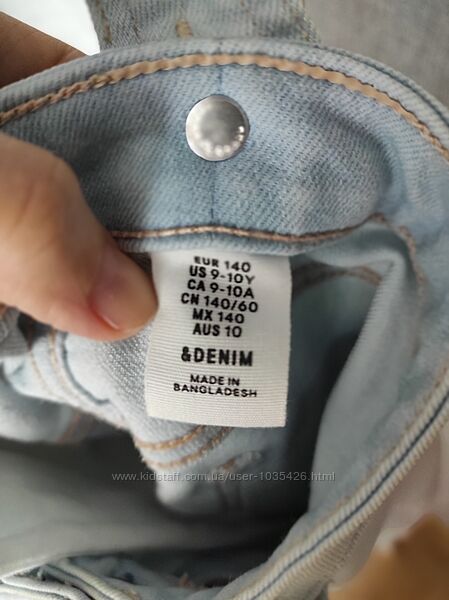 EUR 140
US 9-10Y
CA 9-10A
CN 140/60
MX 140
AUS 10
&DENIM
MADE IN
BANGLADESH
www.kidstaff.com.ua/user-1035426.html